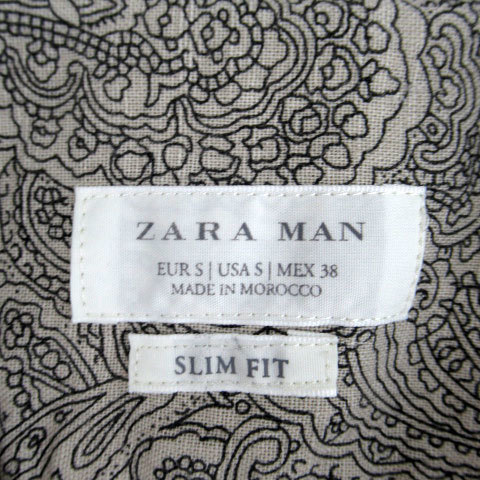 ZARA MAN
EUR S | USA S | MEX 38
MADE IN MOROCCO
SLIM FIT